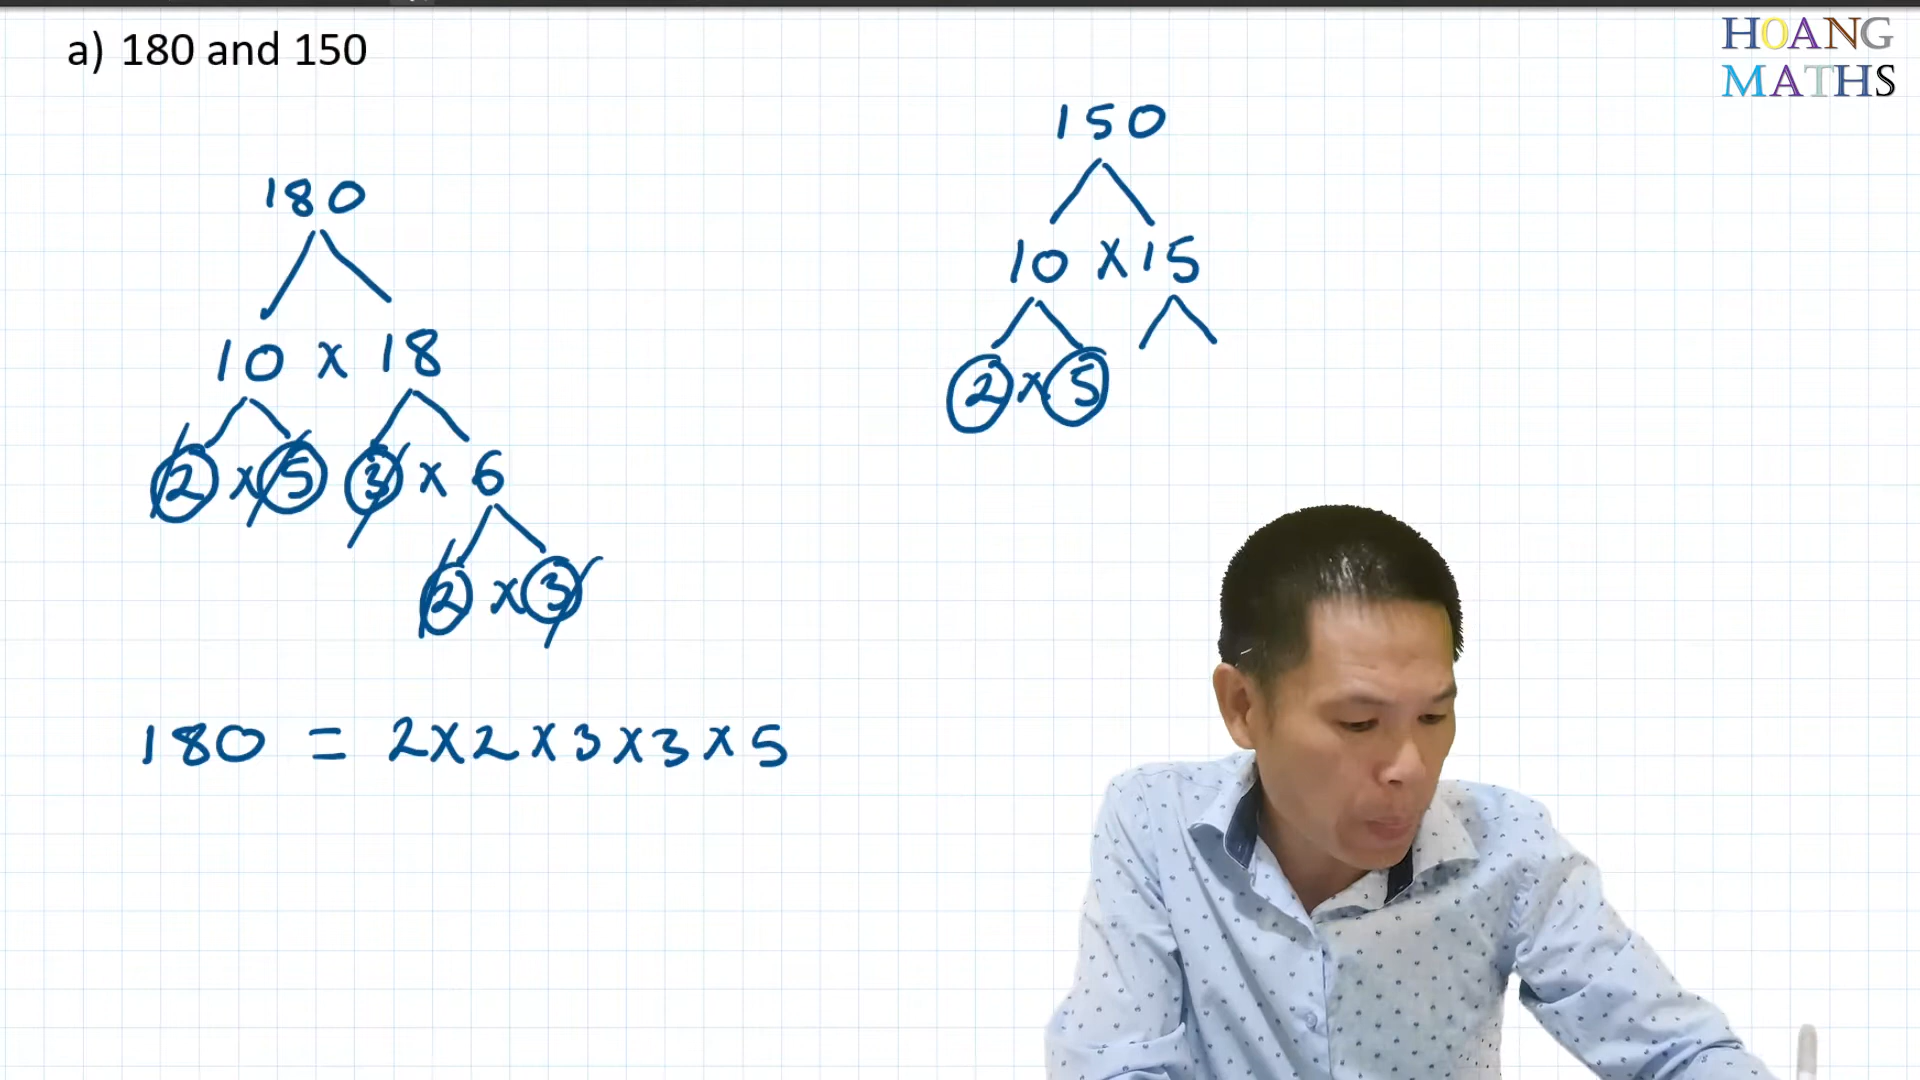 a) 180 and 150
HOANG
MATHS
180
10 x 18
2 x 5 3 x 6
2 x 3
180 = 2x2x3x3x5
150
10 x 15
2 x 5